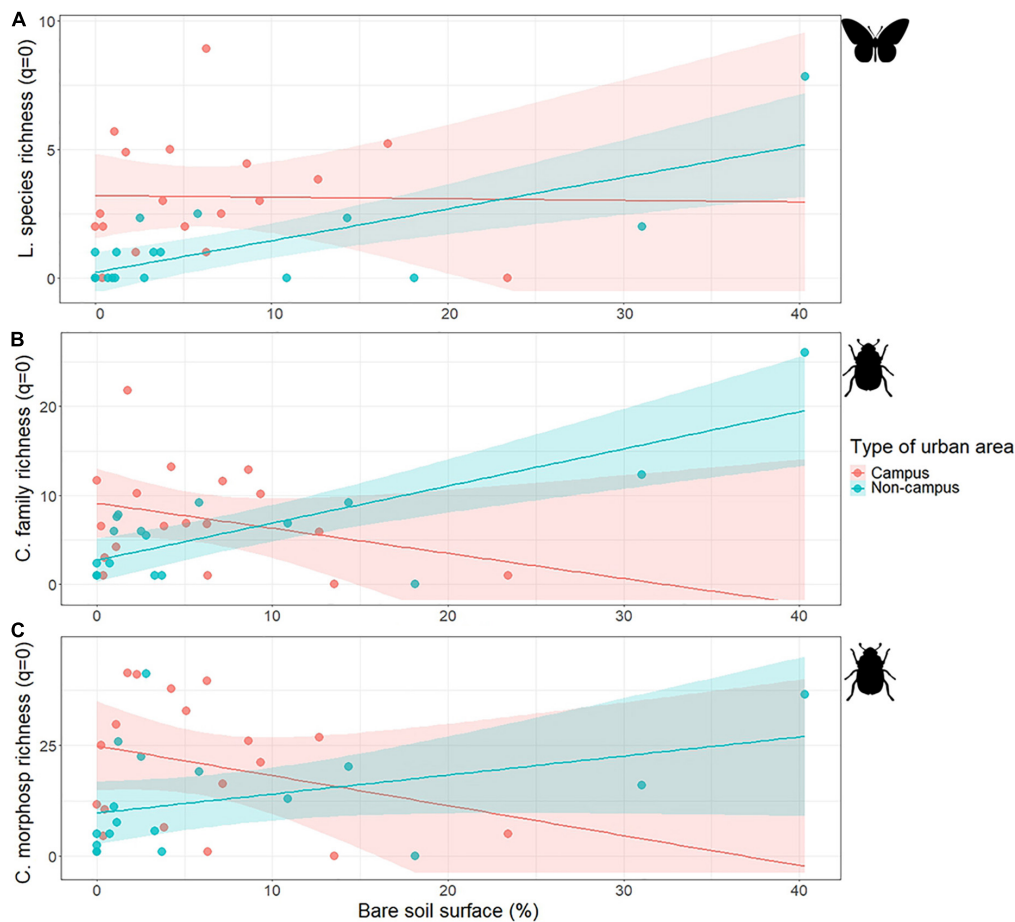 A
L. species richness (q=0)
10
5
0
0 10 20 30 40
B
C. family richness (q=0)
20
10
0
0 10 20 30 40
Type of urban area
Campus
Non-campus
C
C. morphosp richness (q=0)
25
0
0 10 20 30 40
Bare soil surface (%)